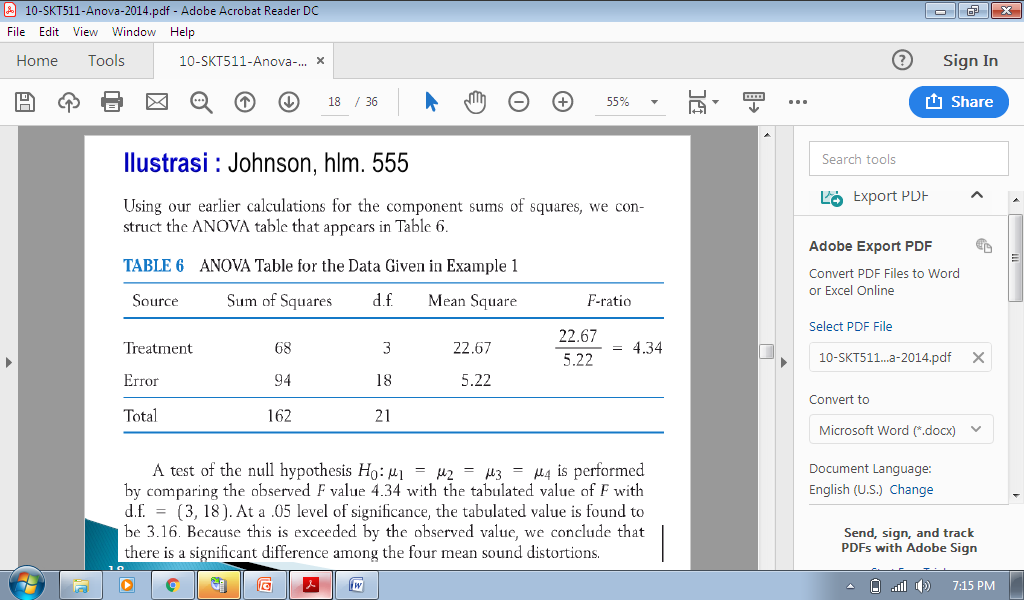 10-SKT511-Anova-2014.pdf - Adobe Acrobat Reader DC
File Edit View Window Help
Home Tools 10-SKT511-Anova-... × ? Sign In
18 / 36 55% ••• Share
Ilustrasi : Johnson, hlm. 555
Using our earlier calculations for the component sums of squares, we con-
struct the ANOVA table that appears in Table 6.
TABLE 6 ANOVA Table for the Data Given in Example 1
Source Sum of Squares d.f. Mean Square F-ratio
Treatment 68 3 22.67 22.67 / 5.22 = 4.34
Error 94 18 5.22
Total 162 21
A test of the null hypothesis H₀: μ₁ = μ₂ = μ₃ = μ₄ is performed
by comparing the observed F value 4.34 with the tabulated value of F with
d.f. = (3, 18). At a .05 level of significance, the tabulated value is found to
be 3.16. Because this is exceeded by the observed value, we conclude that
there is a significant difference among the four mean sound distortions.
Search tools
Export PDF
Adobe Export PDF
Convert PDF Files to Word
or Excel Online
Select PDF File
10-SKT511...a-2014.pdf
Convert to
Microsoft Word (*.docx)
Document Language:
English (U.S.) Change
Send, sign, and track
PDFs with Adobe Sign
7:15 PM